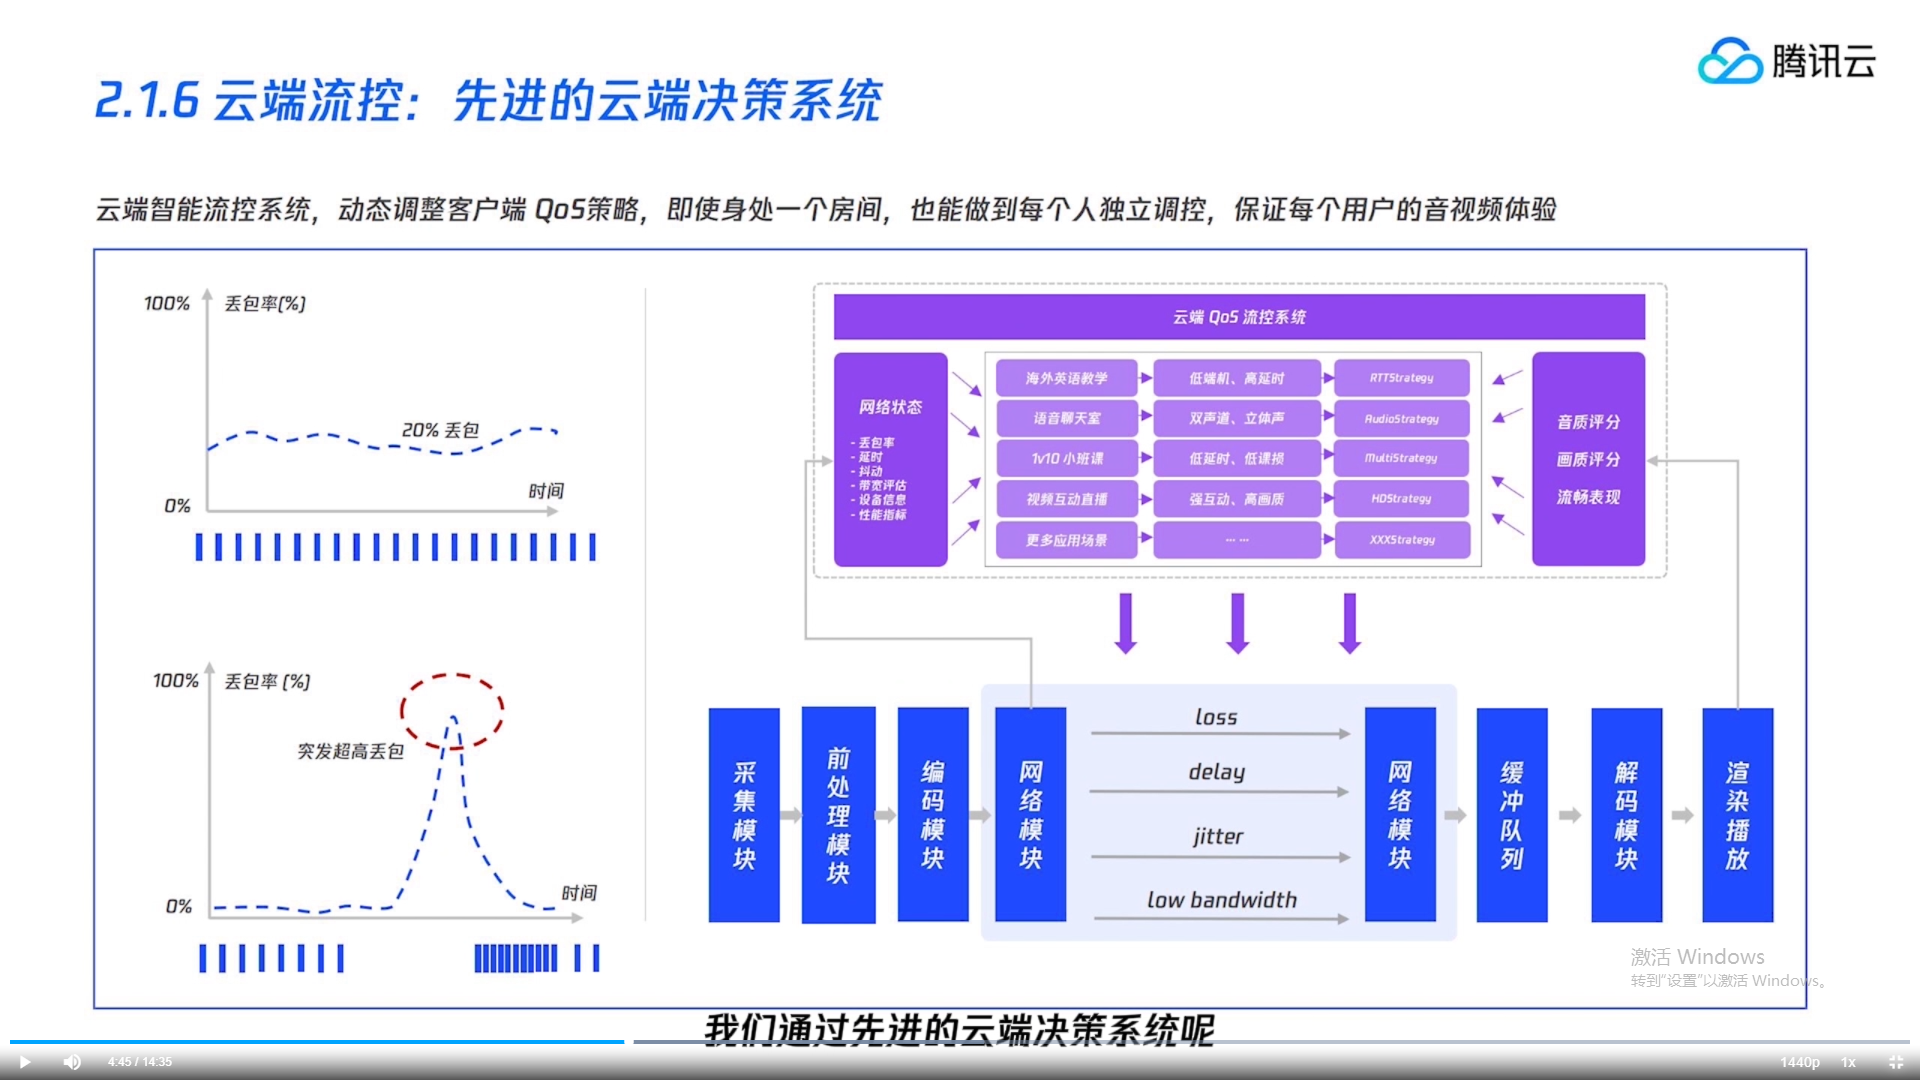 腾讯云
2.1.6 云端流控：先进的云端决策系统
云端智能流控系统，动态调整客户端 QoS策略，即使身处一个房间，也能做到每个人独立调控，保证每个用户的音视频体验
100%
丢包率(%)
20% 丢包
时间
0%
100%
丢包率 (%)
突发超高丢包
时间
0%
云端 QoS 流控系统
网络状态
- 丢包率
- 延时
- 抖动
- 带宽评估
- 设备信息
- 性能指标
海外英语教学
低端机、高延时
RTTStrategy
语音聊天室
双声道、立体声
AudioStrategy
1v10 小班课
低延时、低课损
MultiStrategy
视频互动直播
强互动、高画质
HDStrategy
更多应用场景
... ...
XXXStrategy
音质评分
画质评分
流畅表现
采集模块
前处理模块
编码模块
网络模块
loss
delay
jitter
low bandwidth
网络模块
缓冲队列
解码模块
渲染播放
激活 Windows
转到“设置”以激活 Windows。
我们通过先进的云端决策系统呢
4:45 / 14:35
1440p
1x